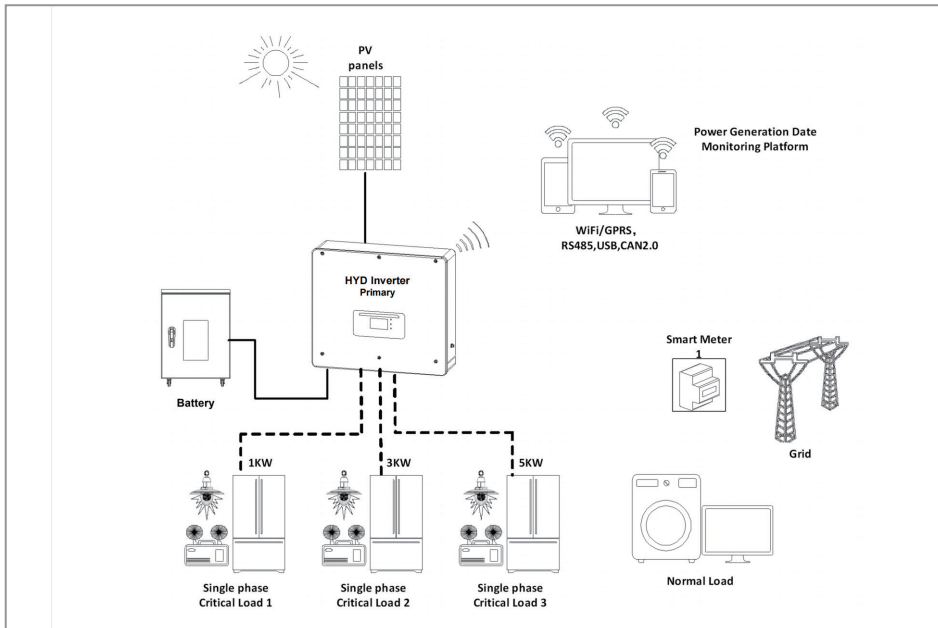 PV
panels
Power Generation Date
Monitoring Platform
WiFi/GPRS、
RS485,USB,CAN2.0
HYD Inverter
Primary
Smart Meter
1
Battery
Grid
1KW
3KW
5KW
Normal Load
Single phase
Critical Load 1
Single phase
Critical Load 2
Single phase
Critical Load 3